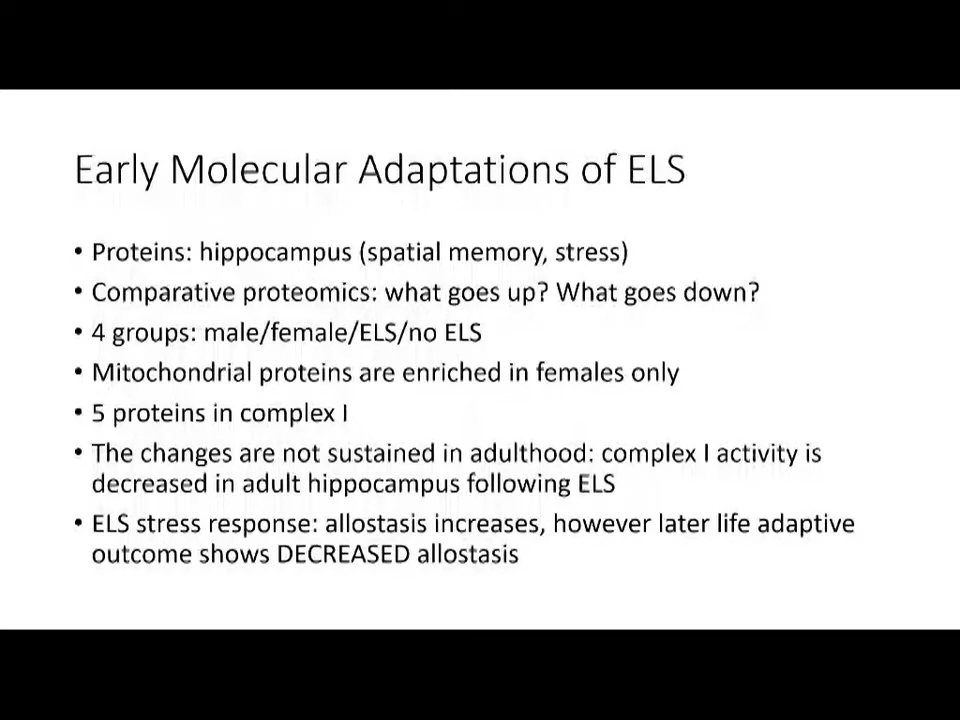 Early Molecular Adaptations of ELS
• Proteins: hippocampus (spatial memory, stress)
• Comparative proteomics: what goes up? What goes down?
• 4 groups: male/female/ELS/no ELS
• Mitochondrial proteins are enriched in females only
• 5 proteins in complex I
• The changes are not sustained in adulthood: complex I activity is
decreased in adult hippocampus following ELS
• ELS stress response: allostasis increases, however later life adaptive
outcome shows DECREASED allostasis